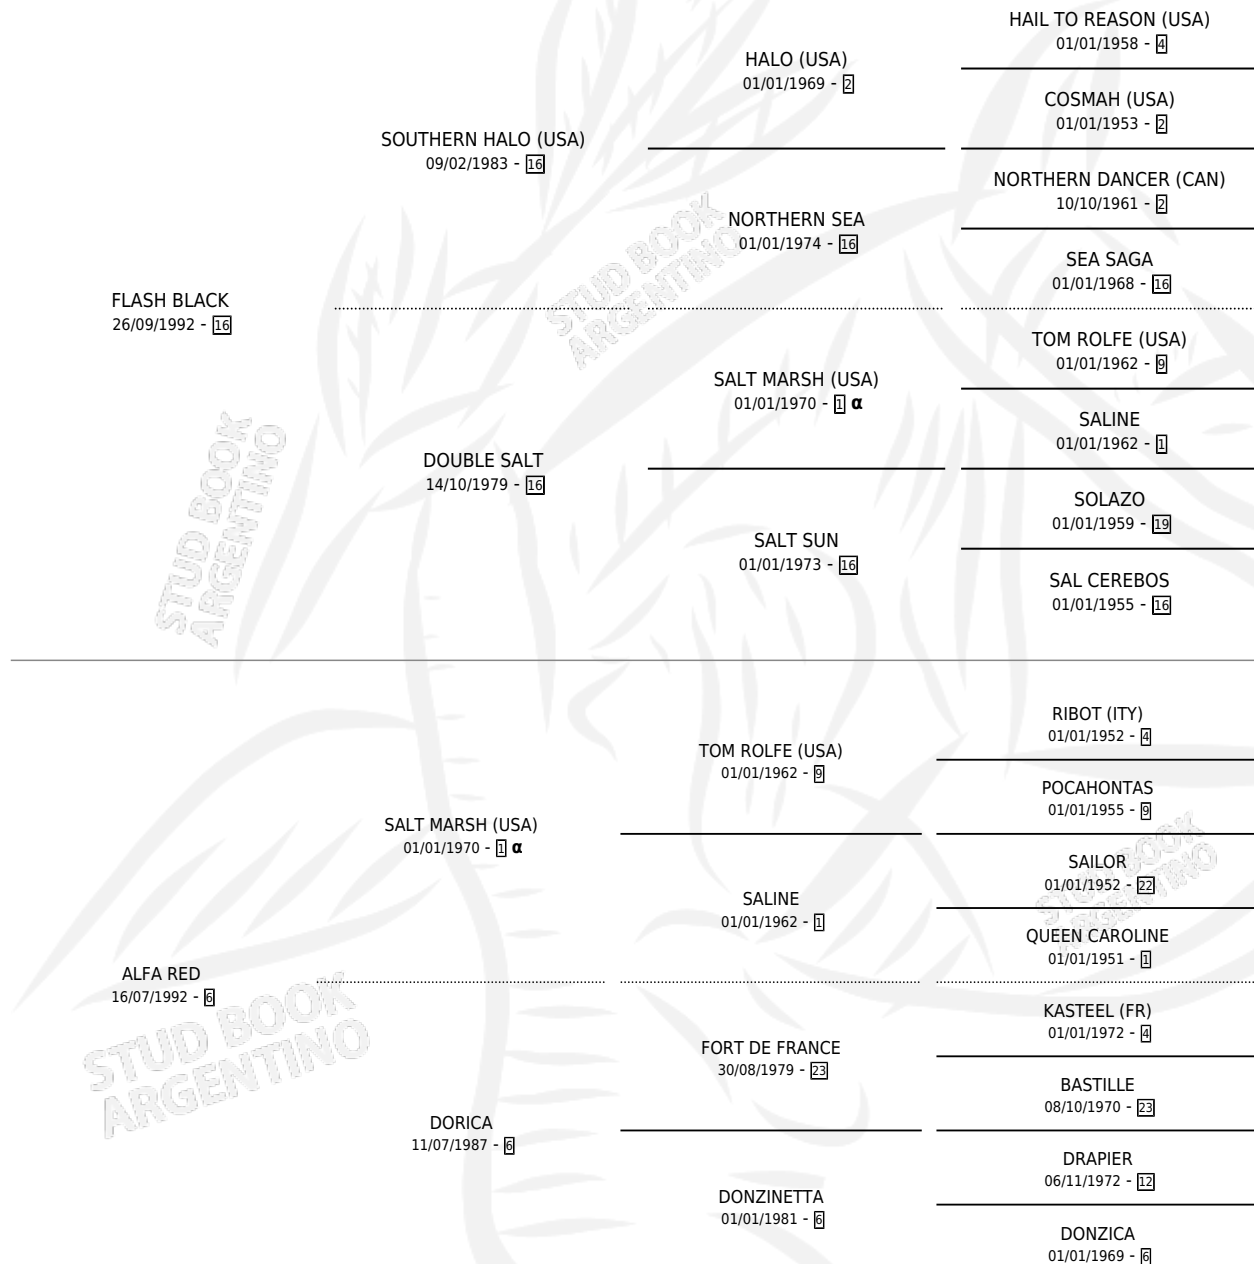 HAIL TO REASON (USA)
01/01/1958 - 4
HALO (USA)
01/01/1969 - 2
COSMAH (USA)
01/01/1953 - 2
SOUTHERN HALO (USA)
09/02/1983 - 16
NORTHERN DANCER (CAN)
10/10/1961 - 2
NORTHERN SEA
01/01/1974 - 16
SEA SAGA
01/01/1968 - 16
STUD BOOK
ARGENTINO
FLASH BLACK
26/09/1992 - 16
TOM ROLFE (USA)
01/01/1962 - 9
SALT MARSH (USA)
01/01/1970 - 1 α
SALINE
01/01/1962 - 1
DOUBLE SALT
14/10/1979 - 16
SOLAZO
01/01/1959 - 19
SALT SUN
01/01/1973 - 16
SAL CEREBOS
01/01/1955 - 16
STUD BOOK
ARGENTINO
RIBOT (ITY)
01/01/1952 - 4
TOM ROLFE (USA)
01/01/1962 - 9
POCAHONTAS
01/01/1955 - 9
SALT MARSH (USA)
01/01/1970 - 1 α
SAILOR
01/01/1952 - 22
SALINE
01/01/1962 - 1
QUEEN CAROLINE
01/01/1951 - 1
STUD BOOK
ARGENTINO
ALFA RED
16/07/1992 - 6
KASTEEL (FR)
01/01/1972 - 4
FORT DE FRANCE
30/08/1979 - 23
BASTILLE
08/10/1970 - 23
DORICA
11/07/1987 - 6
DRAPIER
06/11/1972 - 12
DONZINETTA
01/01/1981 - 6
DONZICA
01/01/1969 - 6
STUD BOOK
ARGENTINO